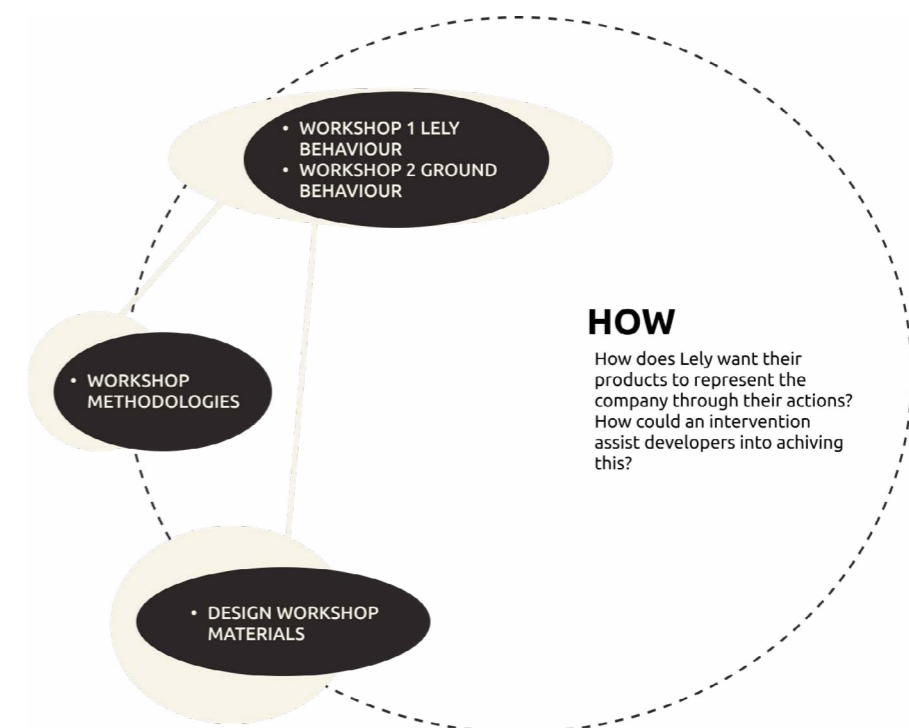 • WORKSHOP 1 LELY
BEHAVIOUR
• WORKSHOP 2 GROUND
BEHAVIOUR
• WORKSHOP
METHODOLOGIES
HOW
How does Lely want their
products to represent the
company through their actions?
How could an intervention
assist developers into achiving
this?
• DESIGN WORKSHOP
MATERIALS